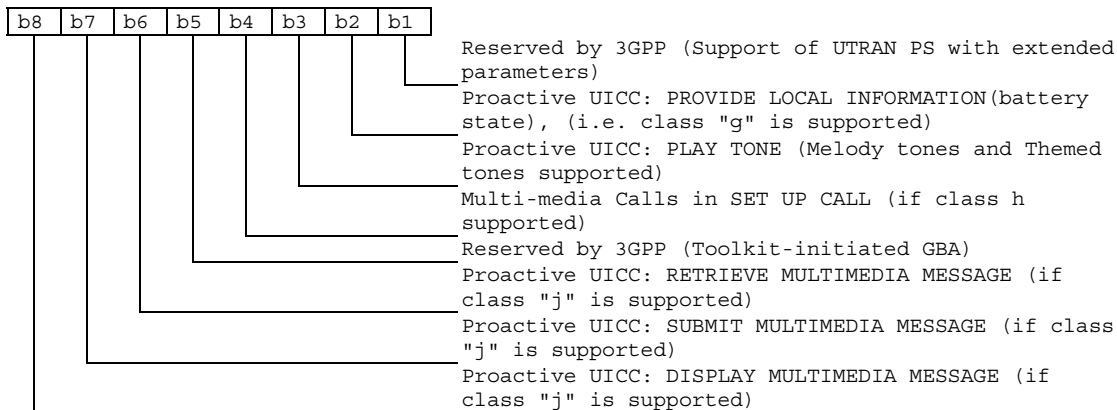 b8 b7 b6 b5 b4 b3 b2 b1
Reserved by 3GPP (Support of UTRAN PS with extended
parameters)
Proactive UICC: PROVIDE LOCAL INFORMATION(battery
state), (i.e. class "g" is supported)
Proactive UICC: PLAY TONE (Melody tones and Themed
tones supported)
Multi-media Calls in SET UP CALL (if class h
supported)
Reserved by 3GPP (Toolkit-initiated GBA)
Proactive UICC: RETRIEVE MULTIMEDIA MESSAGE (if
class "j" is supported)
Proactive UICC: SUBMIT MULTIMEDIA MESSAGE (if class
"j" is supported)
Proactive UICC: DISPLAY MULTIMEDIA MESSAGE (if
class "j" is supported)